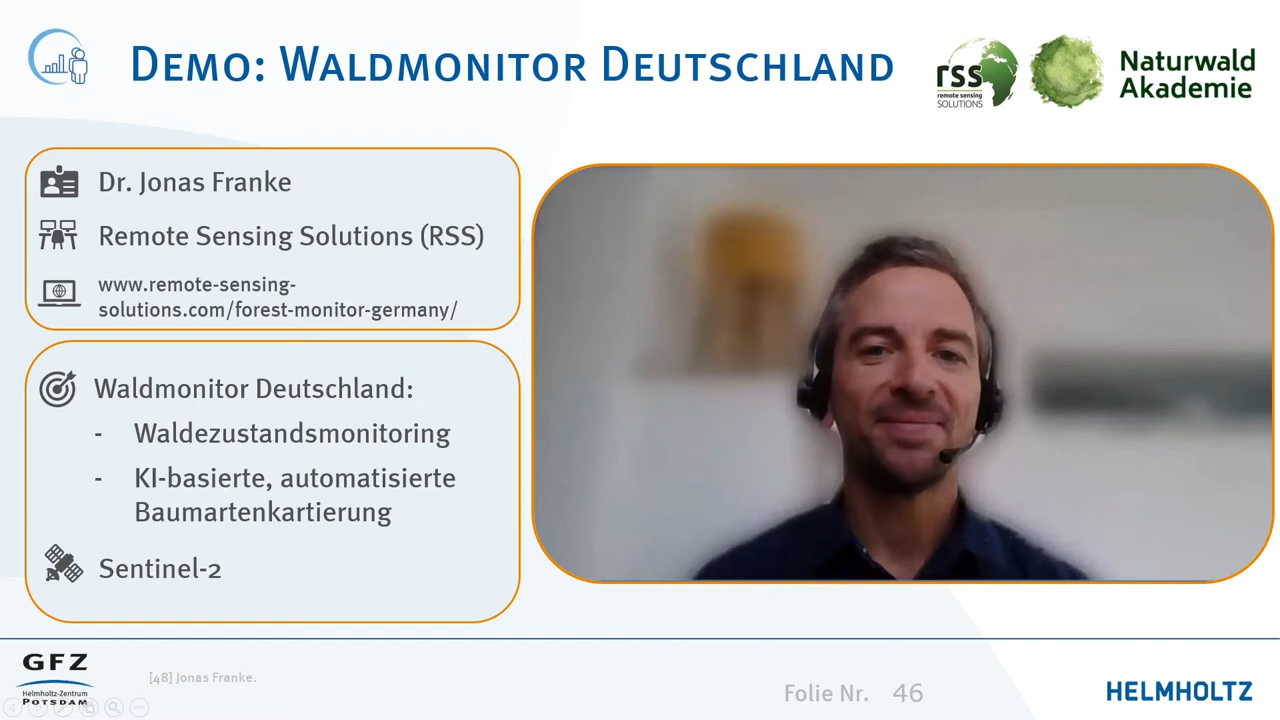 DEMO: WALDMONITOR DEUTSCHLAND
rss
remote sensing
SOLUTIONS
Naturwald
Akademie
Dr. Jonas Franke
Remote Sensing Solutions (RSS)
www.remote-sensing-
solutions.com/forest-monitor-germany/
Waldmonitor Deutschland:
- Waldezustandsmonitoring
- KI-basierte, automatisierte
Baumartenkartierung
Sentinel-2
GFZ
Helmholtz-Zentrum
POTSDAM
[48] Jonas Franke.
Folie Nr. 46
HELMHOLTZ